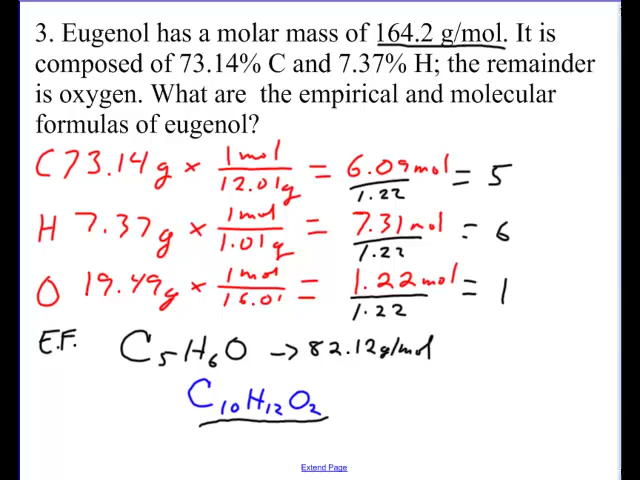 3. Eugenol has a molar mass of 164.2 g/mol. It is
composed of 73.14% C and 7.37% H; the remainder
is oxygen. What are the empirical and molecular
formulas of eugenol?
C 73.14g × 1mol/12.01g = 6.09mol/1.22 = 5
H 7.37g × 1mol/1.01g = 7.31mol/1.22 = 6
O 19.49g × 1mol/16.01 = 1.22mol/1.22 = 1
E.F. C₅H₆O → 82.12g/mol
C₁₀H₁₂O₂
Extend Page